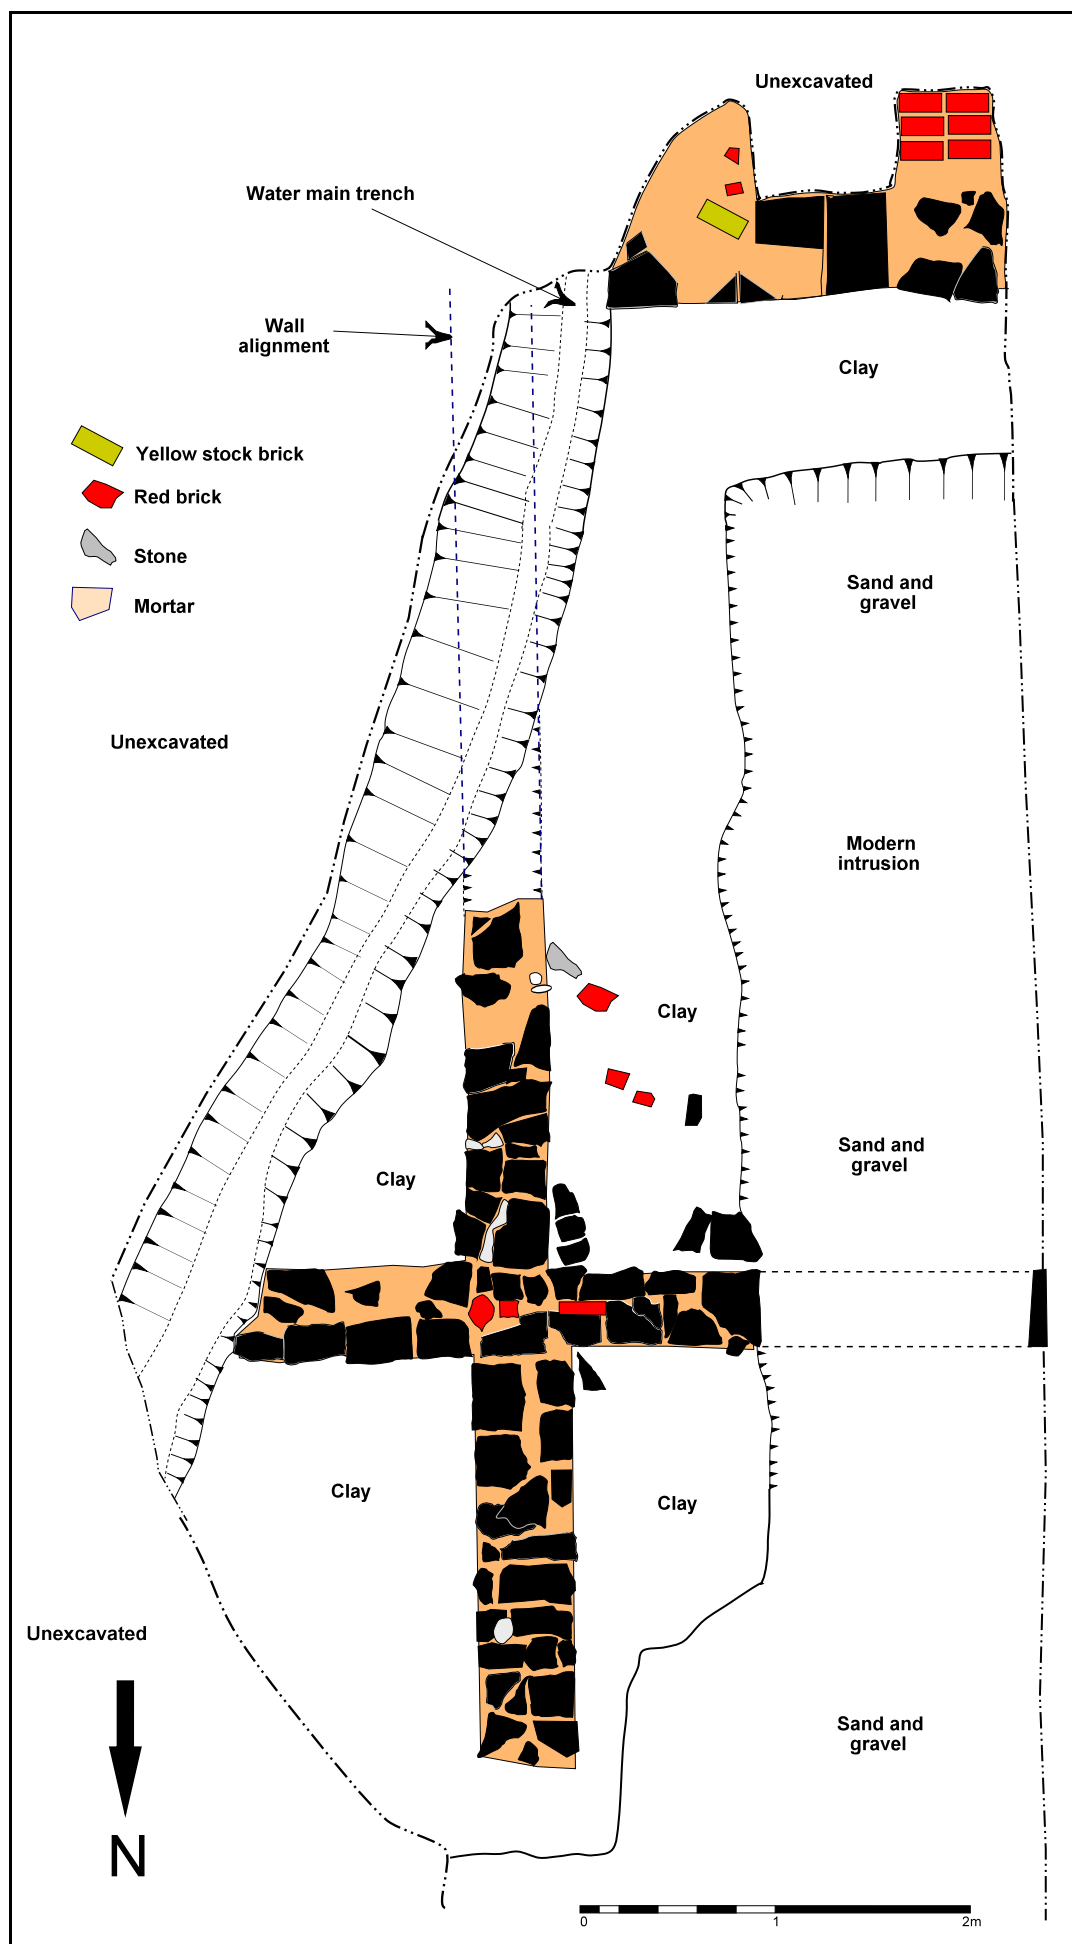 Unexcavated
Water main trench
Wall
alignment
Clay
Yellow stock brick
Red brick
Stone
Mortar
Sand and
gravel
Unexcavated
Modern
intrusion
Clay
Sand and
gravel
Clay
Clay
Clay
Unexcavated
Sand and
gravel
N
0 1 2m